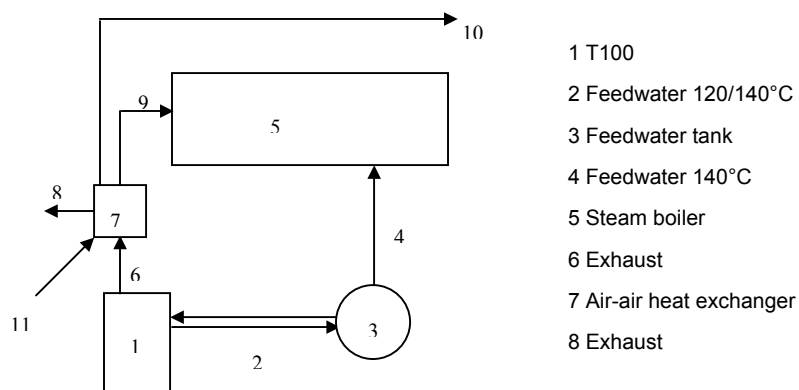 10
9
5
8
7
4
6
11
3
1
2
1 T100
2 Feedwater 120/140°C
3 Feedwater tank
4 Feedwater 140°C
5 Steam boiler
6 Exhaust
7 Air-air heat exchanger
8 Exhaust